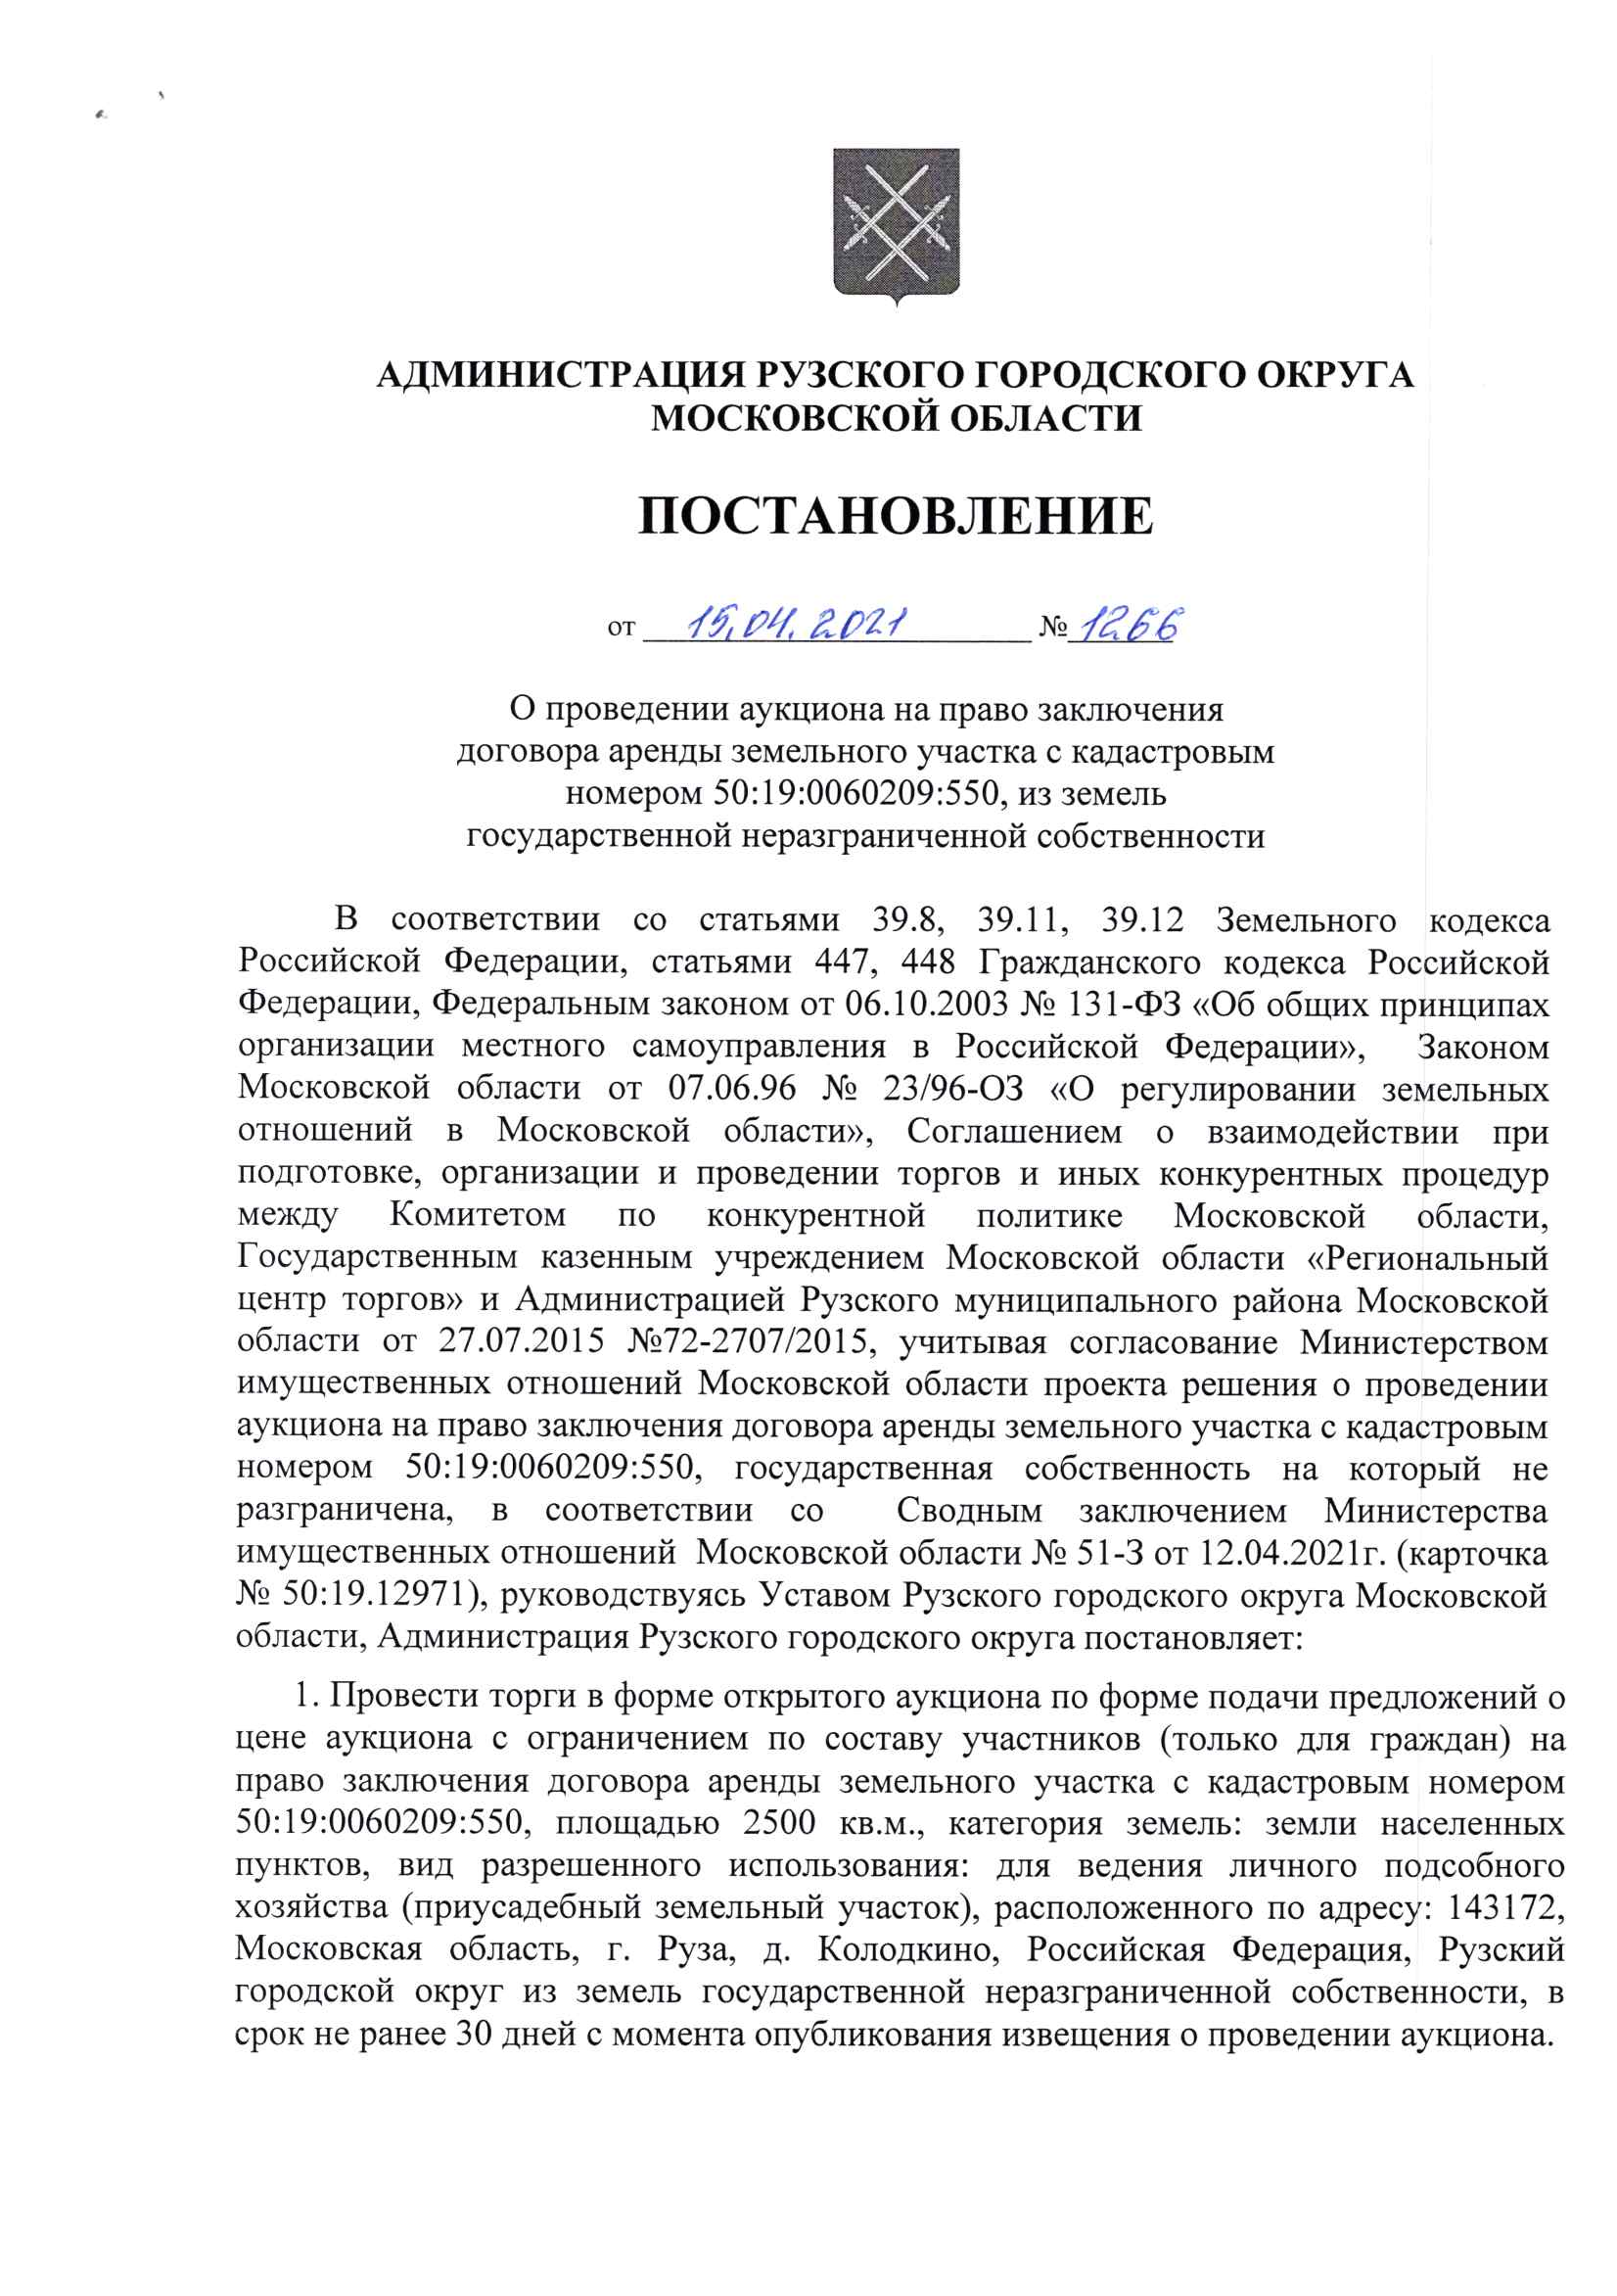 АДМИНИСТРАЦИЯ РУЗСКОГО ГОРОДСКОГО ОКРУГА
МОСКОВСКОЙ ОБЛАСТИ
ПОСТАНОВЛЕНИЕ
от 15.04.2021 № 1266
О проведении аукциона на право заключения
договора аренды земельного участка с кадастровым
номером 50:19:0060209:550, из земель
государственной неразграниченной собственности
В соответствии со статьями 39.8, 39.11, 39.12 Земельного кодекса
Российской Федерации, статьями 447, 448 Гражданского кодекса Российской
Федерации, Федеральным законом от 06.10.2003 № 131-ФЗ «Об общих принципах
организации местного самоуправления в Российской Федерации», Законом
Московской области от 07.06.96 № 23/96-ОЗ «О регулировании земельных
отношений в Московской области», Соглашением о взаимодействии при
подготовке, организации и проведении торгов и иных конкурентных процедур
между Комитетом по конкурентной политике Московской области,
Государственным казенным учреждением Московской области «Региональный
центр торгов» и Администрацией Рузского муниципального района Московской
области от 27.07.2015 №72-2707/2015, учитывая согласование Министерством
имущественных отношений Московской области проекта решения о проведении
аукциона на право заключения договора аренды земельного участка с кадастровым
номером 50:19:0060209:550, государственная собственность на который не
разграничена, в соответствии со Сводным заключением Министерства
имущественных отношений Московской области № 51-З от 12.04.2021г. (карточка
№ 50:19.12971), руководствуясь Уставом Рузского городского округа Московской
области, Администрация Рузского городского округа постановляет:
1. Провести торги в форме открытого аукциона по форме подачи предложений о
цене аукциона с ограничением по составу участников (только для граждан) на
право заключения договора аренды земельного участка с кадастровым номером
50:19:0060209:550, площадью 2500 кв.м., категория земель: земли населенных
пунктов, вид разрешенного использования: для ведения личного подсобного
хозяйства (приусадебный земельный участок), расположенного по адресу: 143172,
Московская область, г. Руза, д. Колодкино, Российская Федерация, Рузский
городской округ из земель государственной неразграниченной собственности, в
срок не ранее 30 дней с момента опубликования извещения о проведении аукциона.